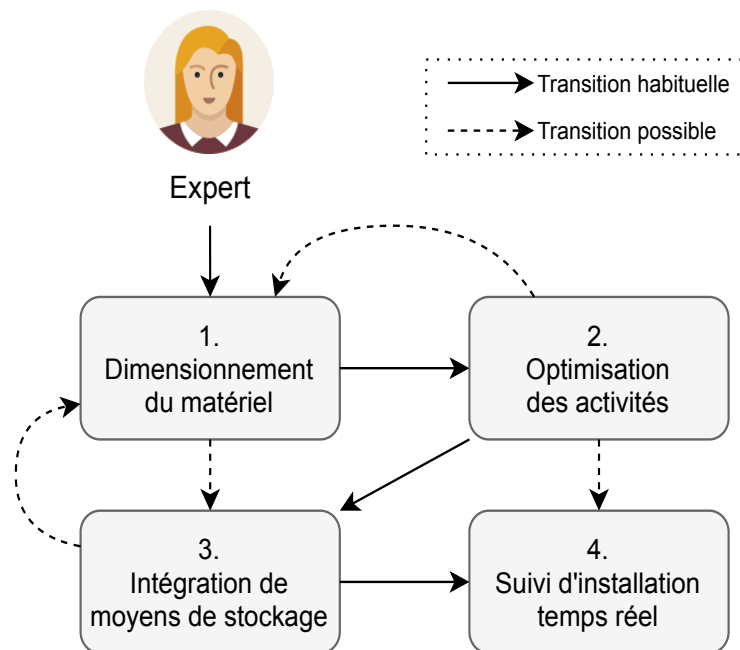 Transition habituelle
Transition possible
Expert
1.
Dimensionnement
du matériel
2.
Optimisation
des activités
3.
Intégration de
moyens de stockage
4.
Suivi d'installation
temps réel